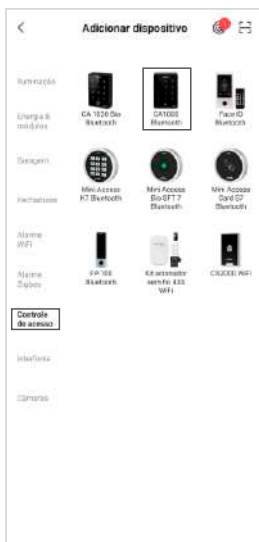 Adicionar dispositivo
Iluminação
Energia &
módulos
Garagem
Fechaduras
Alarme
WiFi
Alarme
Zigbee
Controle
de acesso
Interfonia
Câmeras
CA 1020 Bio
Bluetooth
CA1000
Bluetooth
Face ID
Bluetooth
Mini Access
K7 Bluetooth
Mini Access
Bio SFT 7
Bluetooth
Mini Access
Card S7
Bluetooth
FP 100
Bluetooth
Kit acionador
sem fio 433
WiFi
CA2000 WiFi